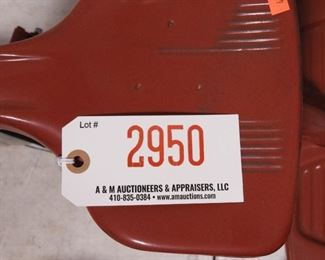 Lot #
2950
A & M AUCTIONEERS & APPRAISERS, LLC
410-835-0384 • www.amauctions.com